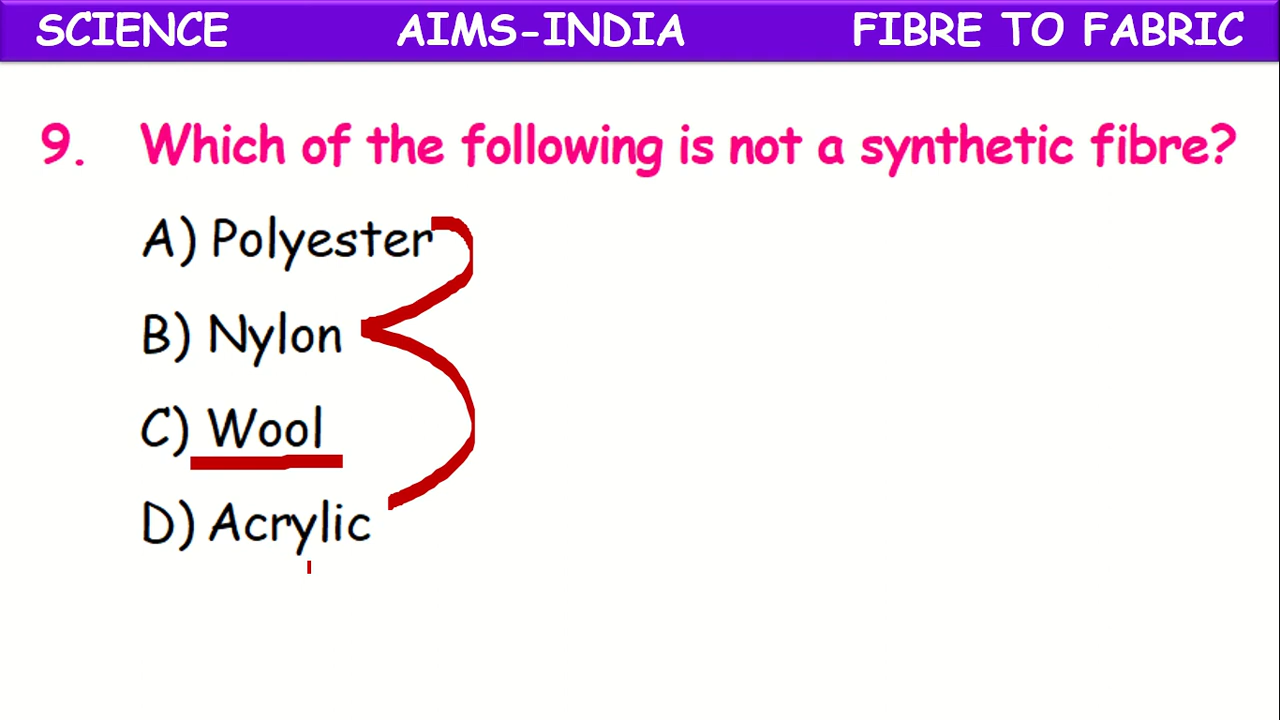 SCIENCE AIMS-INDIA FIBRE TO FABRIC
9. Which of the following is not a synthetic fibre?
A) Polyester
B) Nylon
C) Wool
D) Acrylic